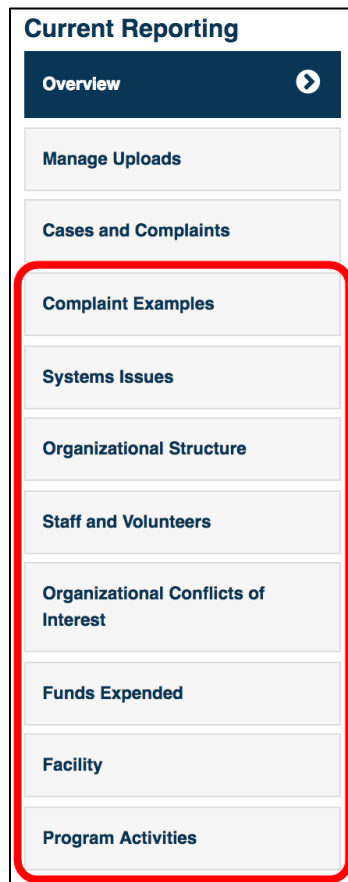 Current Reporting
Overview
Manage Uploads
Cases and Complaints
Complaint Examples
Systems Issues
Organizational Structure
Staff and Volunteers
Organizational Conflicts of
Interest
Funds Expended
Facility
Program Activities